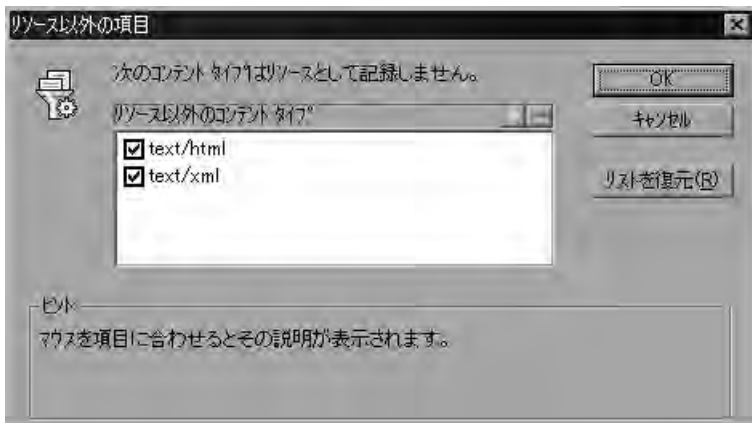 リソース以外の項目
次のコンテント タイプはリソースとして記録しません。
OK
リソース以外のコンテント タイプ
キャンセル
text/html
text/xml
リストを復元(R)
ヒント
マウスを項目に合わせるとその説明が表示されます。